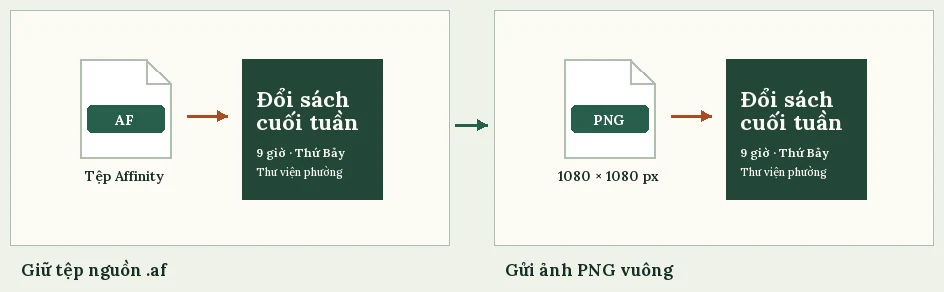 AF
Tệp Affinity
Đổi sách
cuối tuần
9 giờ · Thứ Bảy
Thư viện phường
Giữ tệp nguồn .af
PNG
1080 × 1080 px
Đổi sách
cuối tuần
9 giờ · Thứ Bảy
Thư viện phường
Gửi ảnh PNG vuông